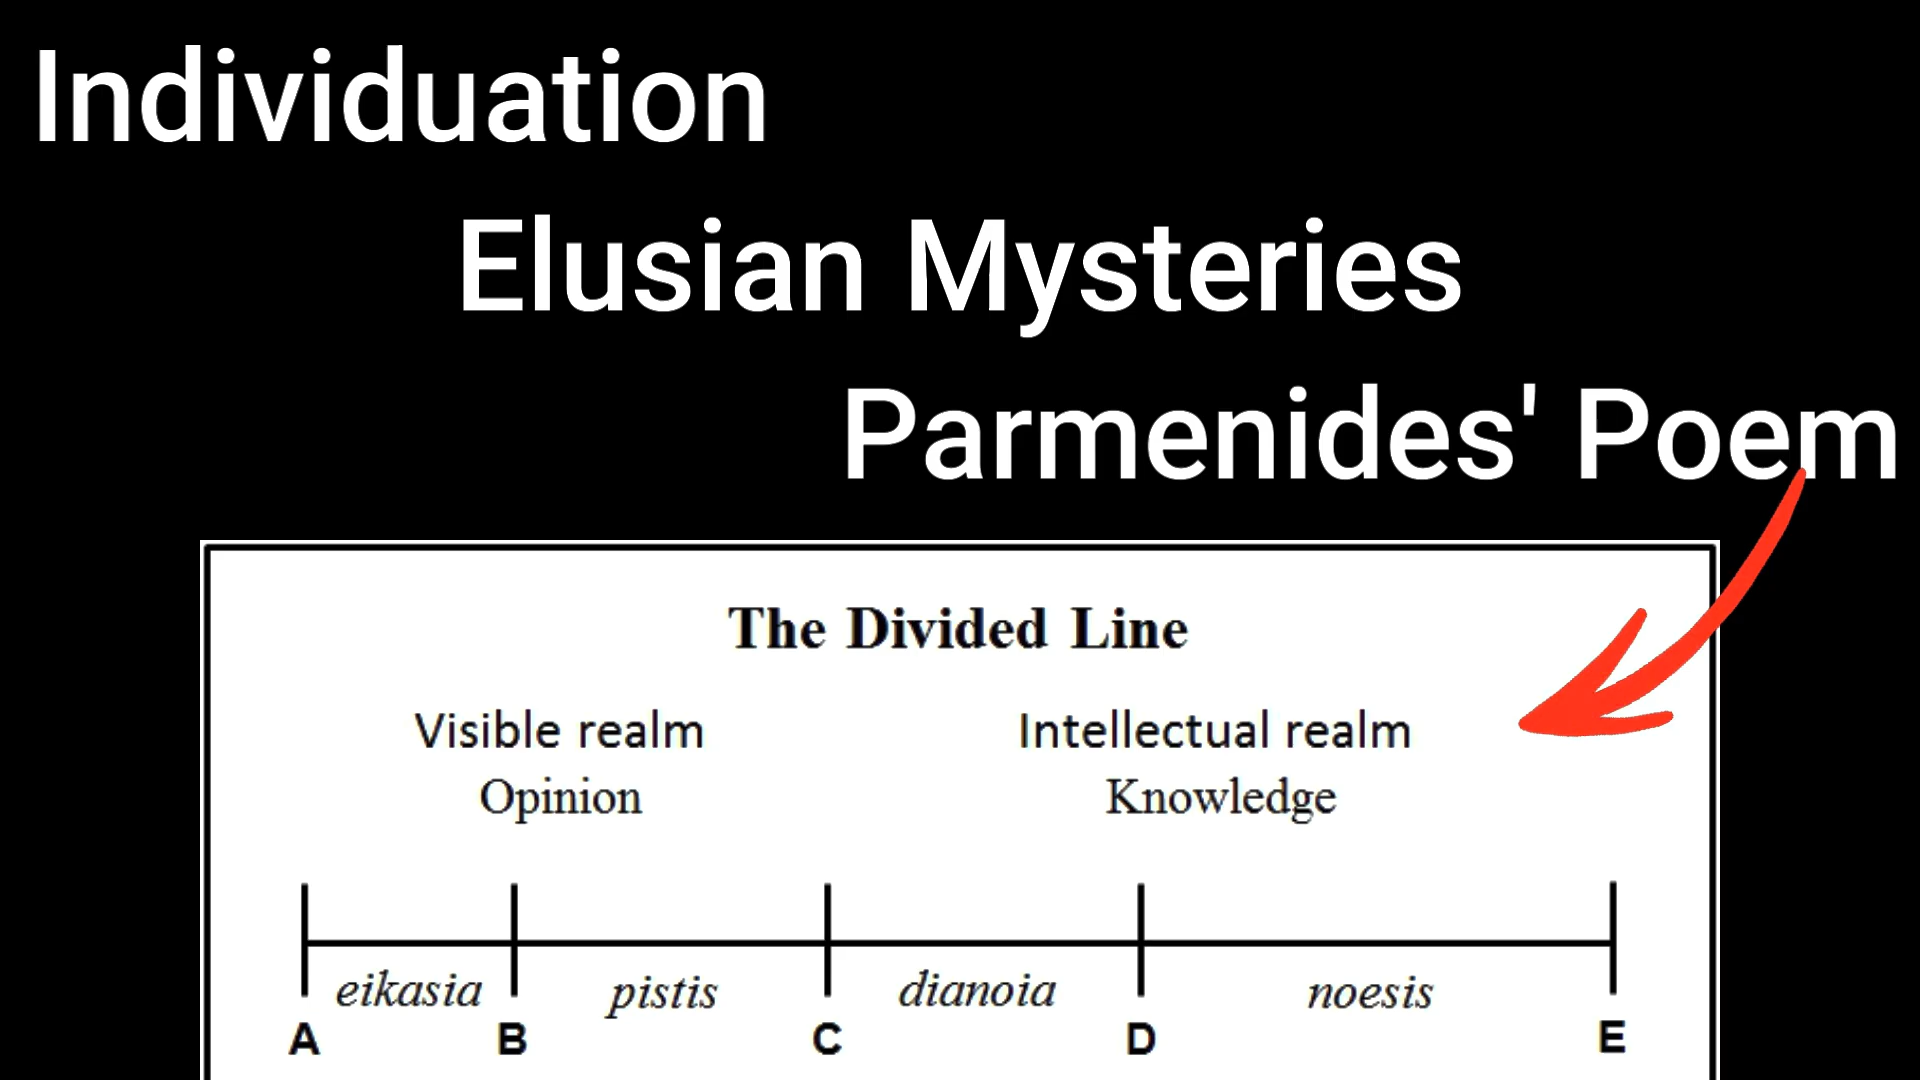 Individuation
Elusian Mysteries
Parmenides' Poem
The Divided Line
Visible realm Intellectual realm
Opinion Knowledge
eikasia pistis dianoia noesis
A B C D E